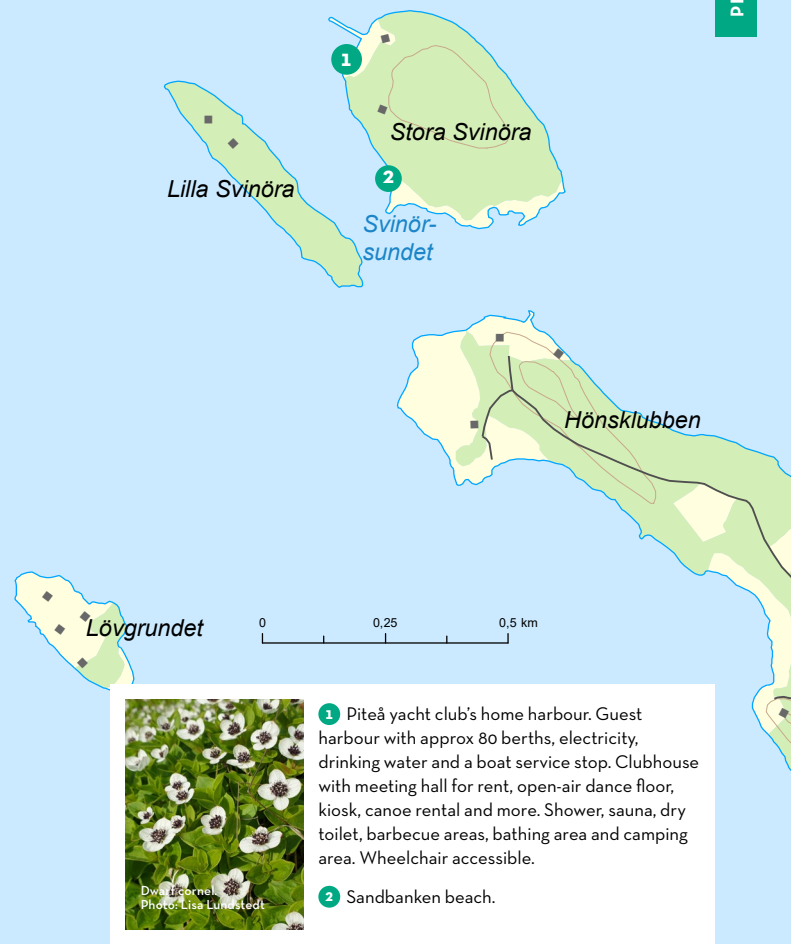 PI
1
Stora Svinöra
2
Lilla Svinöra
Svinör-
sundet
Hönsklubben
Lövgrundet
0 0,25 0,5 km
1 Piteå yacht club's home harbour. Guest
harbour with approx 80 berths, electricity,
drinking water and a boat service stop. Clubhouse
with meeting hall for rent, open-air dance floor,
kiosk, canoe rental and more. Shower, sauna, dry
toilet, barbecue areas, bathing area and camping
area. Wheelchair accessible.
2 Sandbanken beach.
Dwarf cornel.
Photo: Lisa Lundstedt